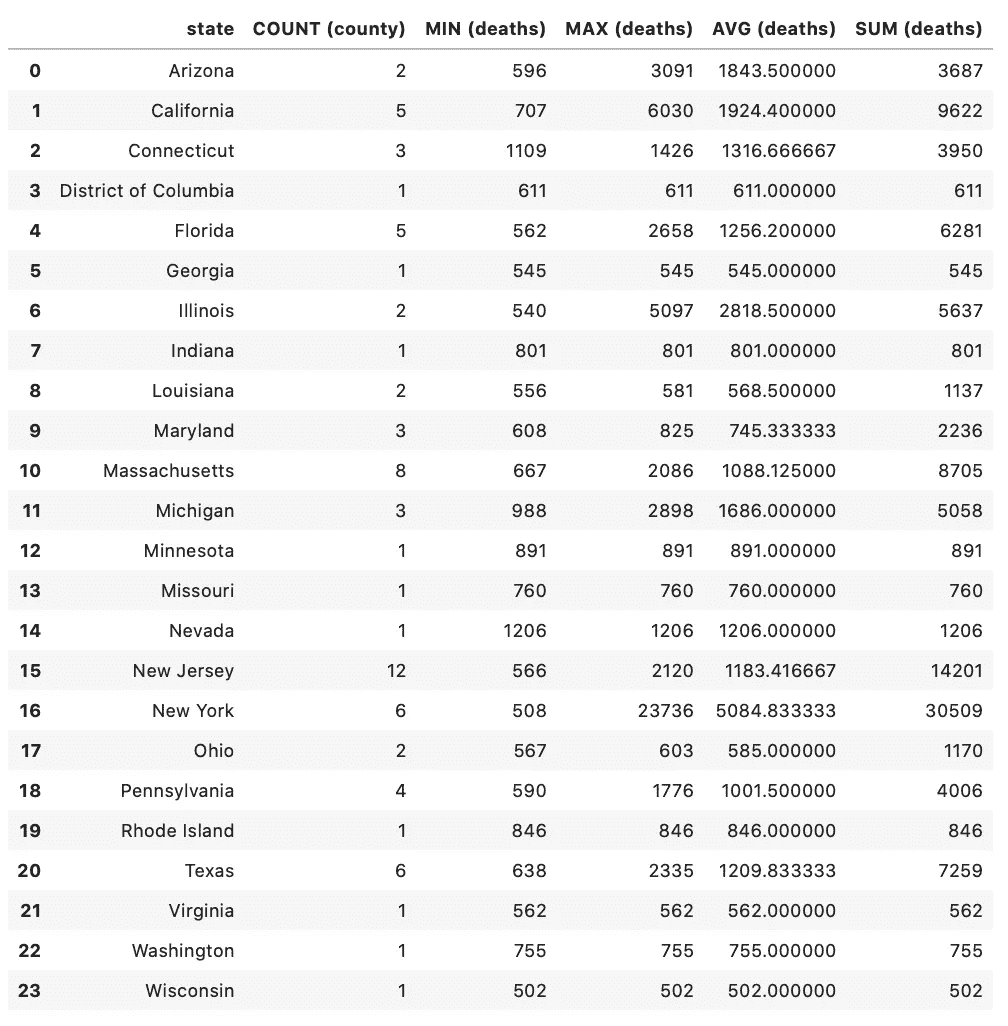 state COUNT (county) MIN (deaths) MAX (deaths) AVG (deaths) SUM (deaths)
0 Arizona 2 596 3091 1843.500000 3687
1 California 5 707 6030 1924.400000 9622
2 Connecticut 3 1109 1426 1316.666667 3950
3 District of Columbia 1 611 611 611.000000 611
4 Florida 5 562 2658 1256.200000 6281
5 Georgia 1 545 545 545.000000 545
6 Illinois 2 540 5097 2818.500000 5637
7 Indiana 1 801 801 801.000000 801
8 Louisiana 2 556 581 568.500000 1137
9 Maryland 3 608 825 745.333333 2236
10 Massachusetts 8 667 2086 1088.125000 8705
11 Michigan 3 988 2898 1686.000000 5058
12 Minnesota 1 891 891 891.000000 891
13 Missouri 1 760 760 760.000000 760
14 Nevada 1 1206 1206 1206.000000 1206
15 New Jersey 12 566 2120 1183.416667 14201
16 New York 6 508 23736 5084.833333 30509
17 Ohio 2 567 603 585.000000 1170
18 Pennsylvania 4 590 1776 1001.500000 4006
19 Rhode Island 1 846 846 846.000000 846
20 Texas 6 638 2335 1209.833333 7259
21 Virginia 1 562 562 562.000000 562
22 Washington 1 755 755 755.000000 755
23 Wisconsin 1 502 502 502.000000 502